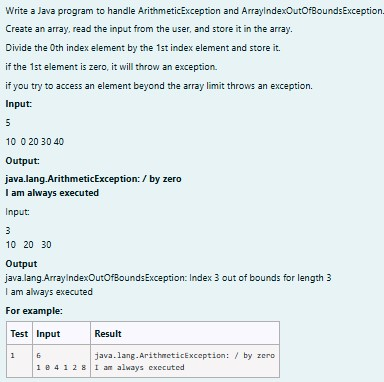 Write a Java program to handle ArithmeticException and ArrayIndexOutOfBoundsException.
Create an array, read the input from the user, and store it in the array.
Divide the 0th index element by the 1st index element and store it.
if the 1st element is zero, it will throw an exception.
if you try to access an element beyond the array limit throws an exception.
Input:
5
10 0 20 30 40
Output:
java.lang.ArithmeticException: / by zero
I am always executed
Input:
3
10 20 30
Output
java.lang.ArrayIndexOutOfBoundsException: Index 3 out of bounds for length 3
I am always executed
For example:
Test Input Result
1 6 java.lang.ArithmeticException: / by zero
1 0 4 1 2 8 I am always executed